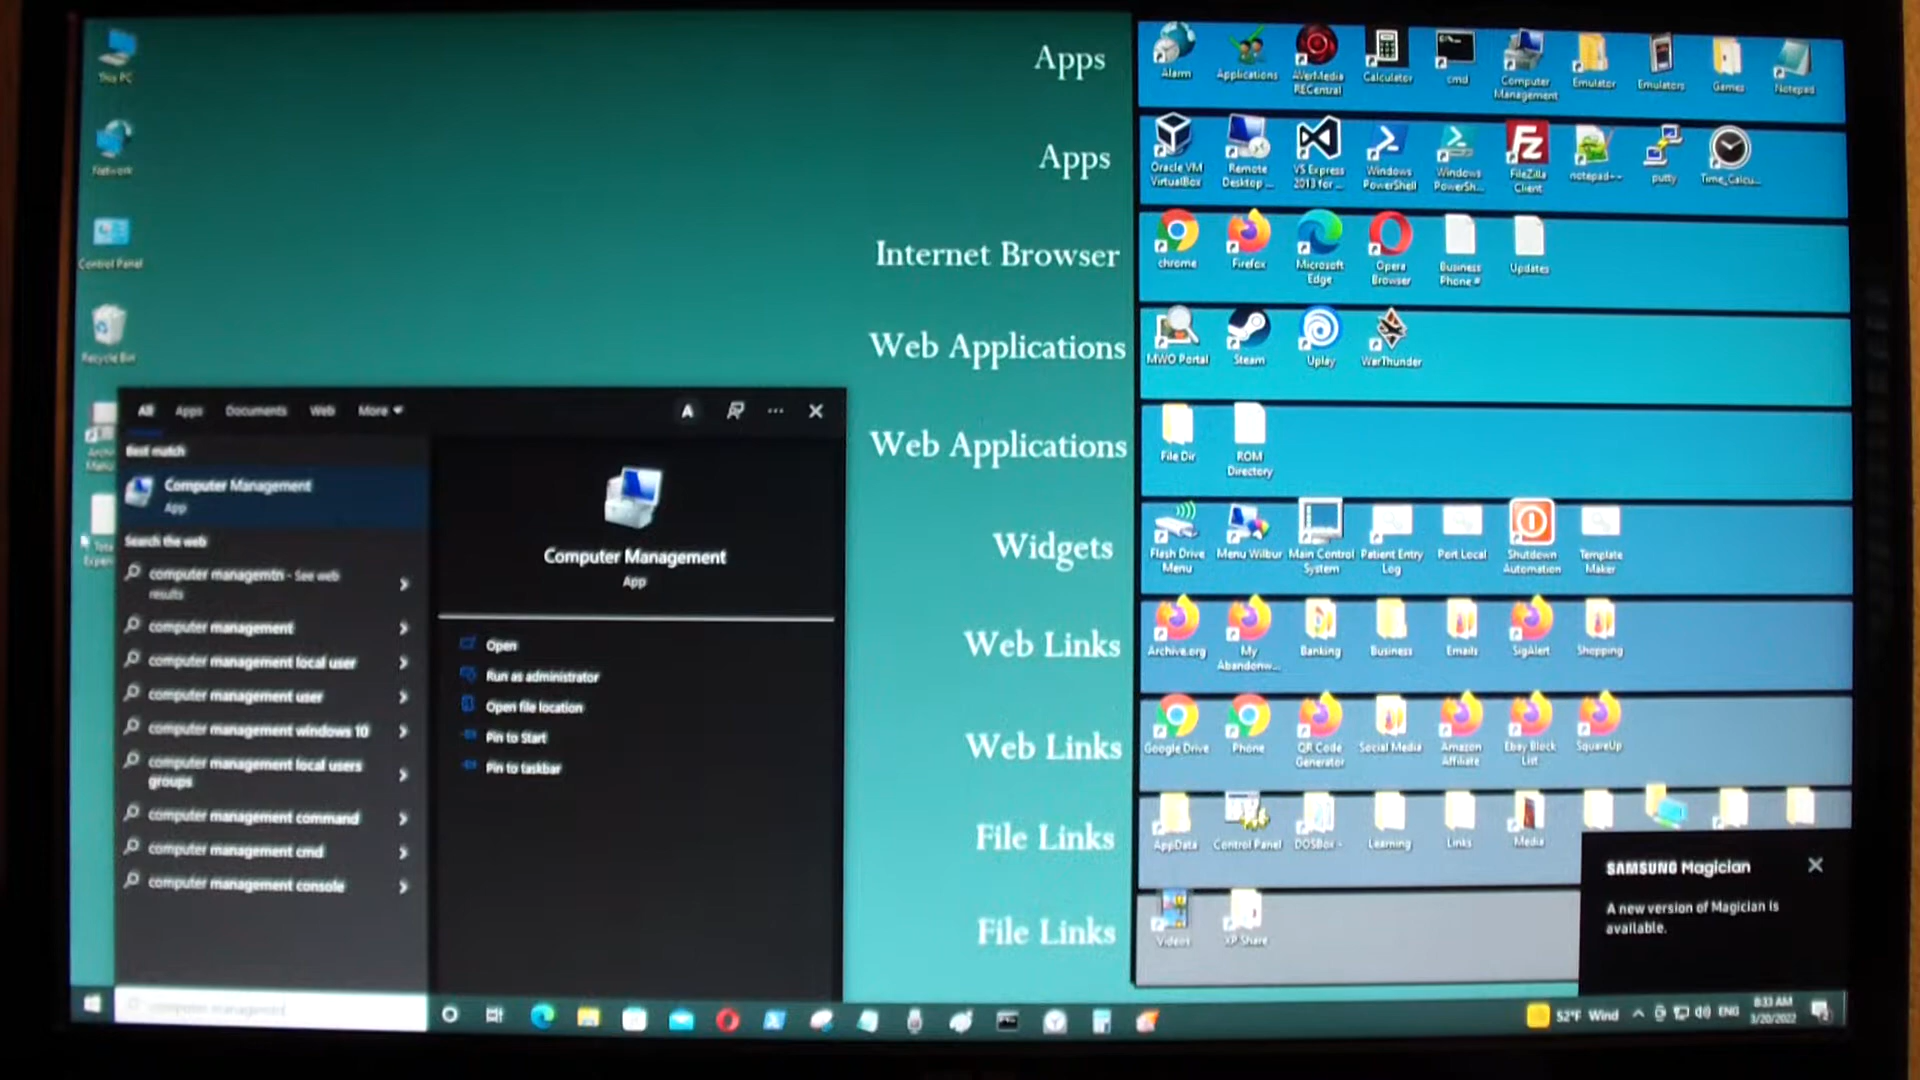 This PC
Network
Control Panel
Recycle Bin
Apps
Apps
Internet Browser
Web Applications
Web Applications
Widgets
Web Links
Web Links
File Links
File Links
Alarm Applications AVerMedia RECentral Calculator cmd Computer Management Emulator Emulators Games Notepad
Oracle VM VirtualBox Remote Desktop ... VS Express 2013 for ... Windows PowerShell Windows PowerSh... FileZilla Client notepad++ putty Time_Calcu...
chrome Firefox Microsoft Edge Opera Browser Business Phone # Updates
MWO Portal Steam Uplay WarThunder
File Dir ROM Directory
Flash Drive Menu Menu Wilbur Main Control System Patient Entry Log Port Local Shutdown Automation Template Maker
Archive.org My Abandonw... Banking Business Emails SigAlert Shopping
Google Drive Phone QR Code Generator Social Media Amazon Affiliate Ebay Block List SquareUp
AppData Control Panel DOSBox - Learning Links Media
Videos XP Share
All Apps Documents Web More
A
Best match
Computer Management
App
Search the web
computer managemtn - See web
results
computer management
computer management local user
computer management user
computer management windows 10
computer management local users
groups
computer management command
computer management cmd
computer management console
Computer Management
App
Open
Run as administrator
Open file location
Pin to Start
Pin to taskbar
SAMSUNG Magician
A new version of Magician is
available.
52°F Wind ENG
8:33 AM
3/20/2022